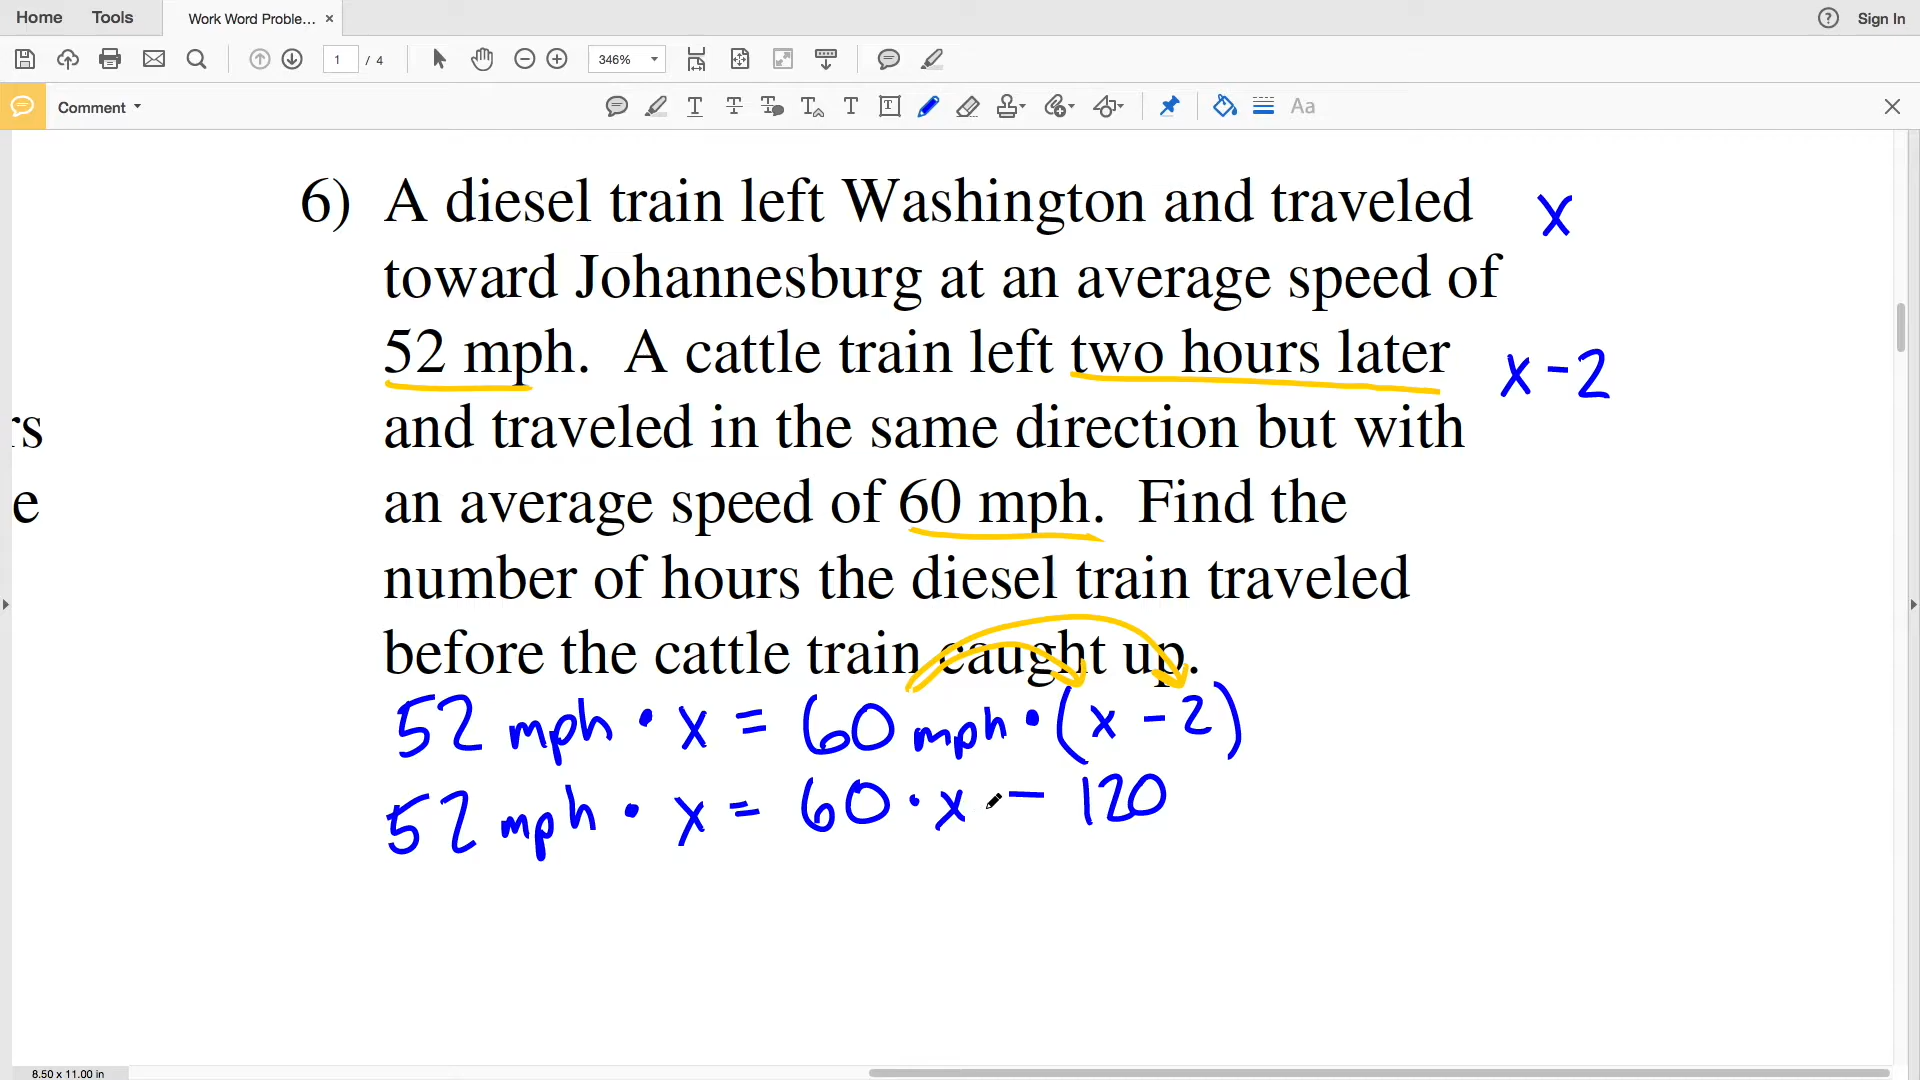 Home Tools Work Word Proble... × ? Sign In
1 / 4 346%
Comment Aa
6) A diesel train left Washington and traveled x
toward Johannesburg at an average speed of
52 mph. A cattle train left two hours later x - 2
rs and traveled in the same direction but with
e an average speed of 60 mph. Find the
number of hours the diesel train traveled
before the cattle train caught up.
52 mph · x = 60 mph · (x - 2)
52 mph · x = 60 · x - 120
8.50 x 11.00 in